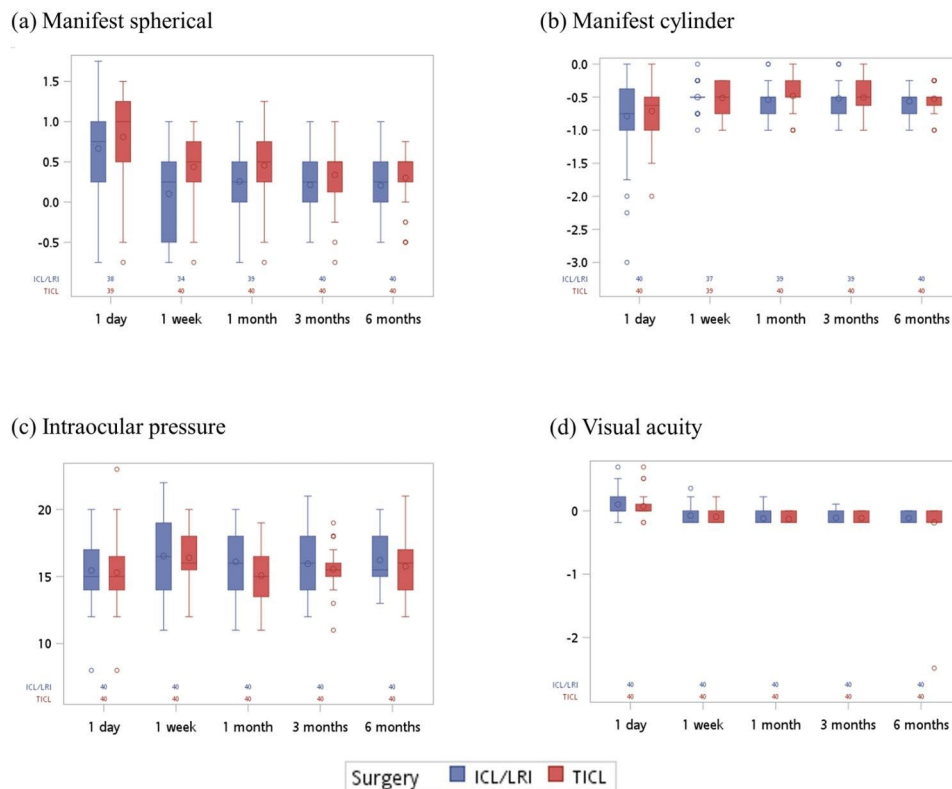 (a) Manifest spherical
1.5
1.0
0.5
0.0
-0.5
ICL/LRI 38 34 39 40 40
TICL 39 40 40 40 40
1 day 1 week 1 month 3 months 6 months
(b) Manifest cylinder
0.0
-0.5
-1.0
-1.5
-2.0
-2.5
-3.0
ICL/LRI 40 37 39 39 40
TICL 40 39 40 40 40
1 day 1 week 1 month 3 months 6 months
(c) Intraocular pressure
20
15
10
ICL/LRI 40 40 40 40 40
TICL 40 40 40 40 40
1 day 1 week 1 month 3 months 6 months
(d) Visual acuity
0
-1
-2
ICL/LRI 40 40 40 40 40
TICL 40 40 40 40 40
1 day 1 week 1 month 3 months 6 months
Surgery ICL/LRI TICL